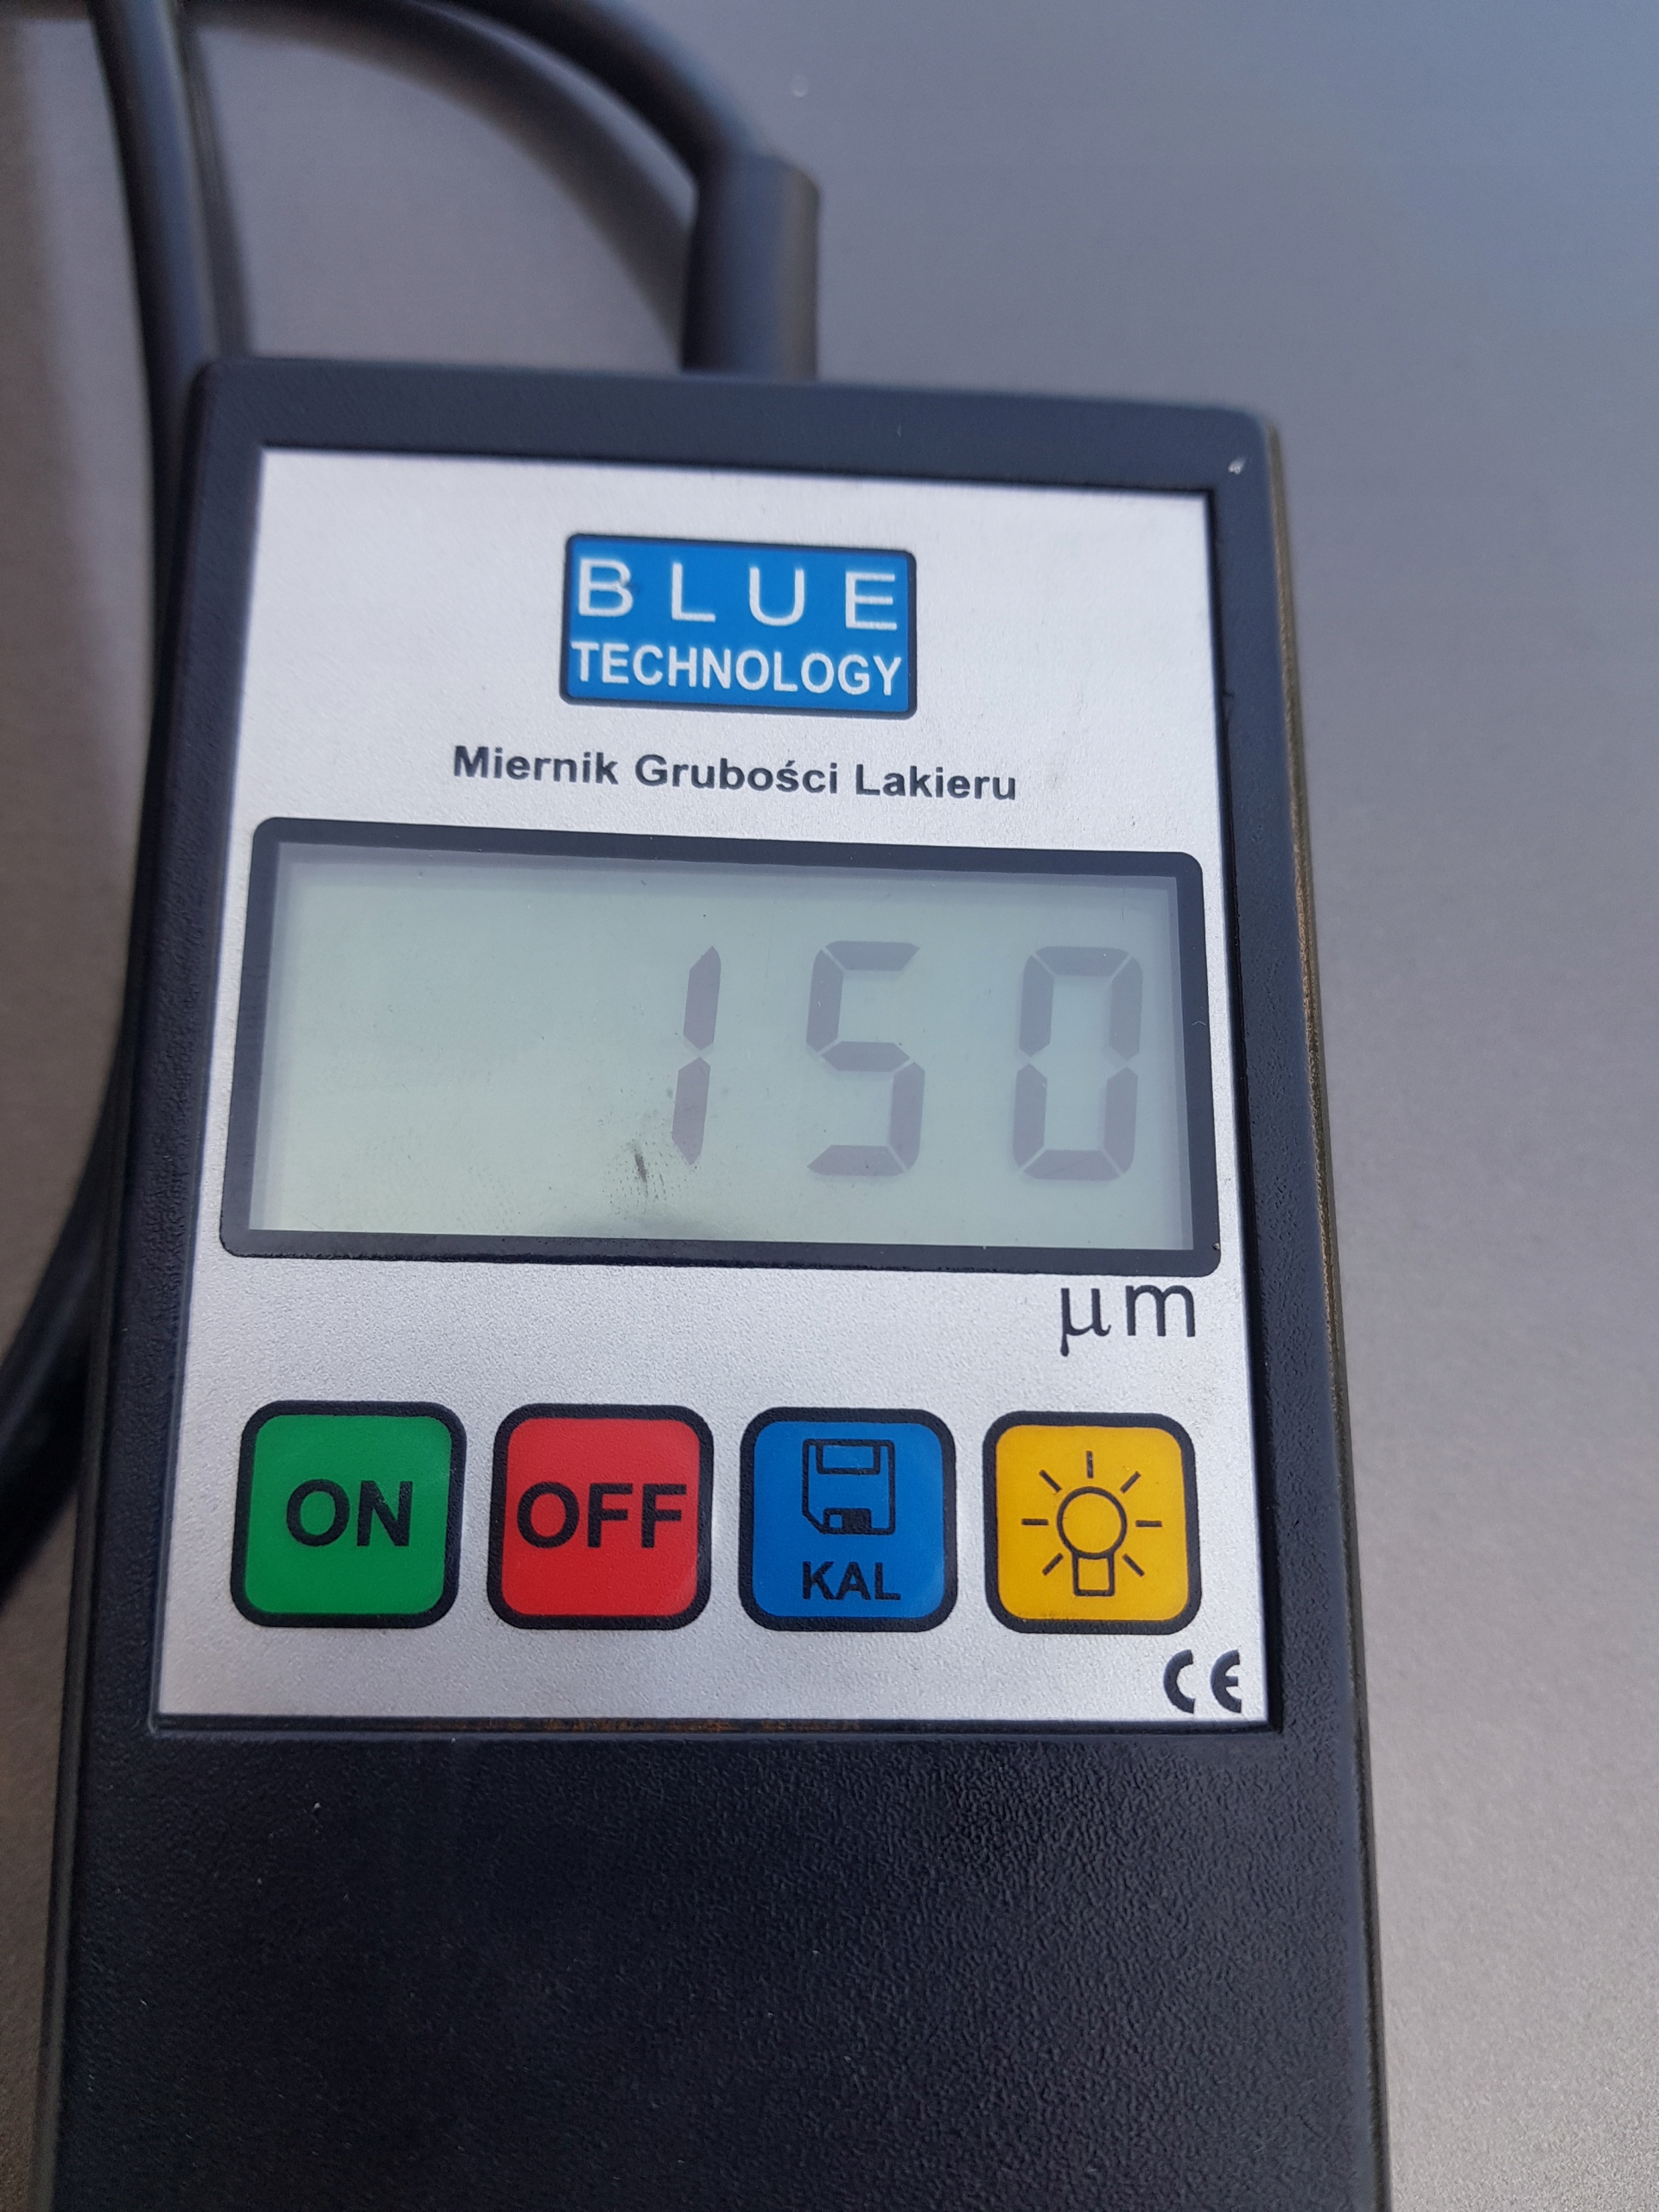 BLUE
TECHNOLOGY
Miernik Grubości Lakieru
150
μm
ON
OFF
KAL
CE